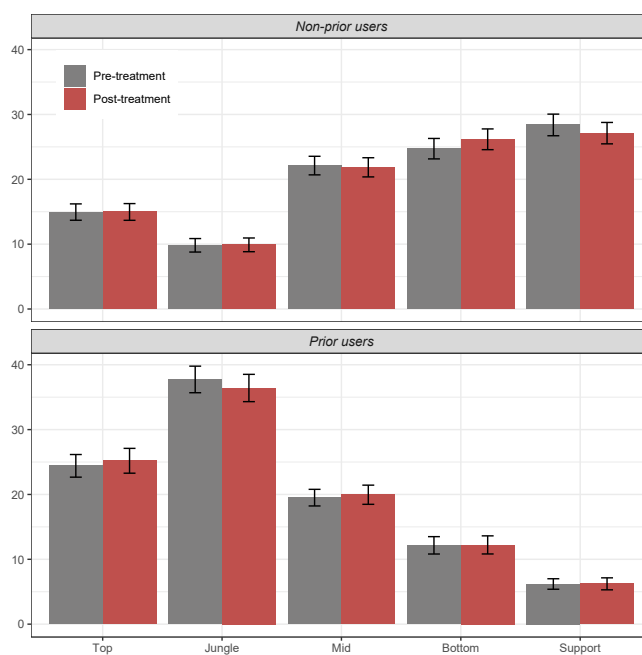 Non-prior users
40
Pre-treatment
Post-treatment
30
20
10
0
Prior users
40
30
20
10
0
Top Jungle Mid Bottom Support